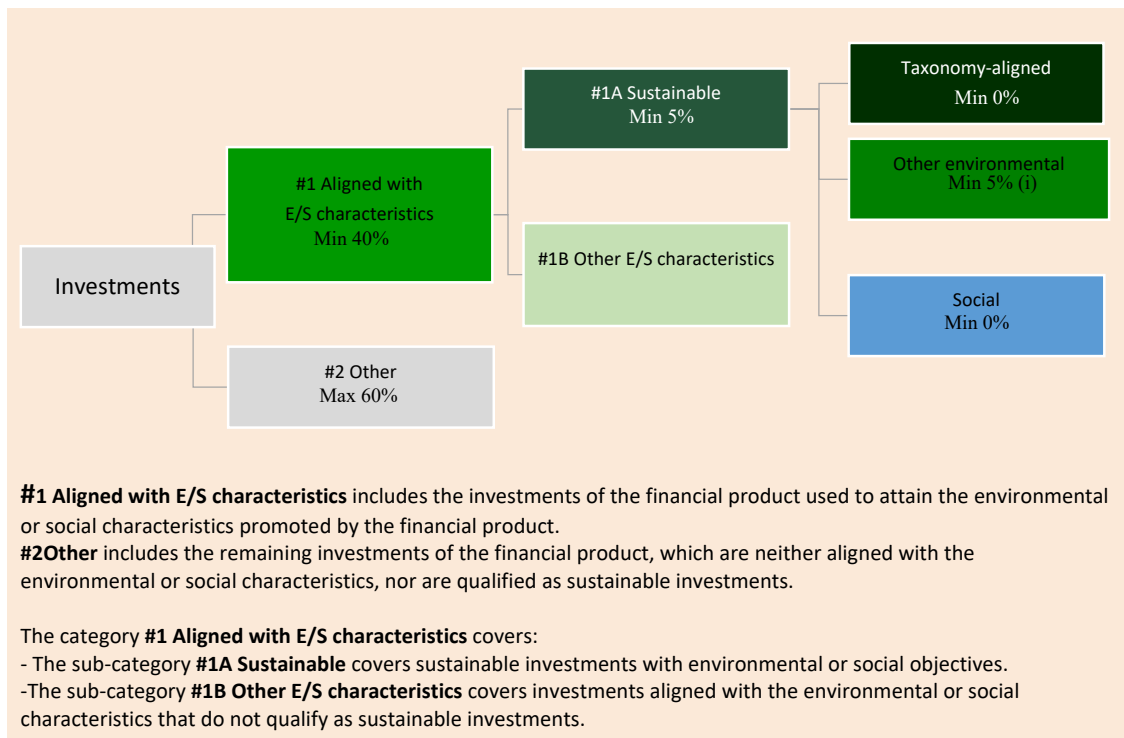 Investments
#1 Aligned with
E/S characteristics
Min 40%
#2 Other
Max 60%
#1A Sustainable
Min 5%
#1B Other E/S characteristics
Taxonomy-aligned
Min 0%
Other environmental
Min 5% (i)
Social
Min 0%
#1 Aligned with E/S characteristics includes the investments of the financial product used to attain the environmental
or social characteristics promoted by the financial product.
#2Other includes the remaining investments of the financial product, which are neither aligned with the
environmental or social characteristics, nor are qualified as sustainable investments.
The category #1 Aligned with E/S characteristics covers:
- The sub-category #1A Sustainable covers sustainable investments with environmental or social objectives.
-The sub-category #1B Other E/S characteristics covers investments aligned with the environmental or social
characteristics that do not qualify as sustainable investments.